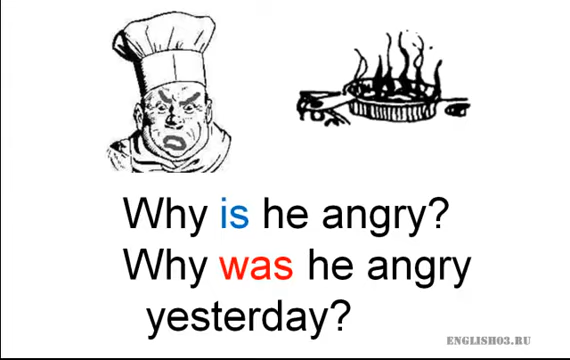 Why is he angry?
Why was he angry
yesterday?
ENGLISH03.RU